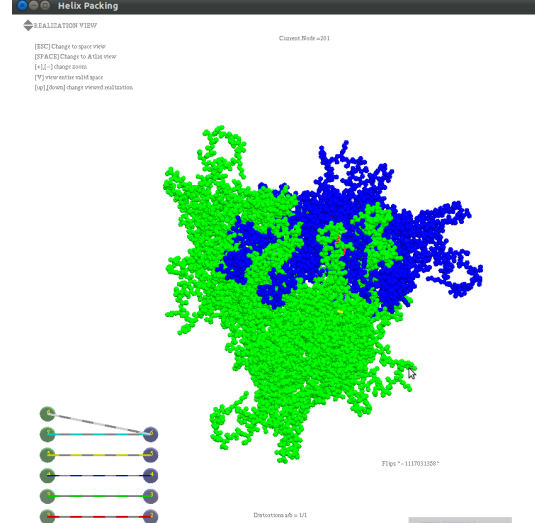 Helix Packing
REALIZATION VIEW
Current Node =201
[ESC] Change to space view
[SPACE] Change to Atlas view
[+],[-] change zoom
[V] view entire valid space
[up],[down] change viewed realization
Flips "-1117031358"
Distortions a/b = 1/1